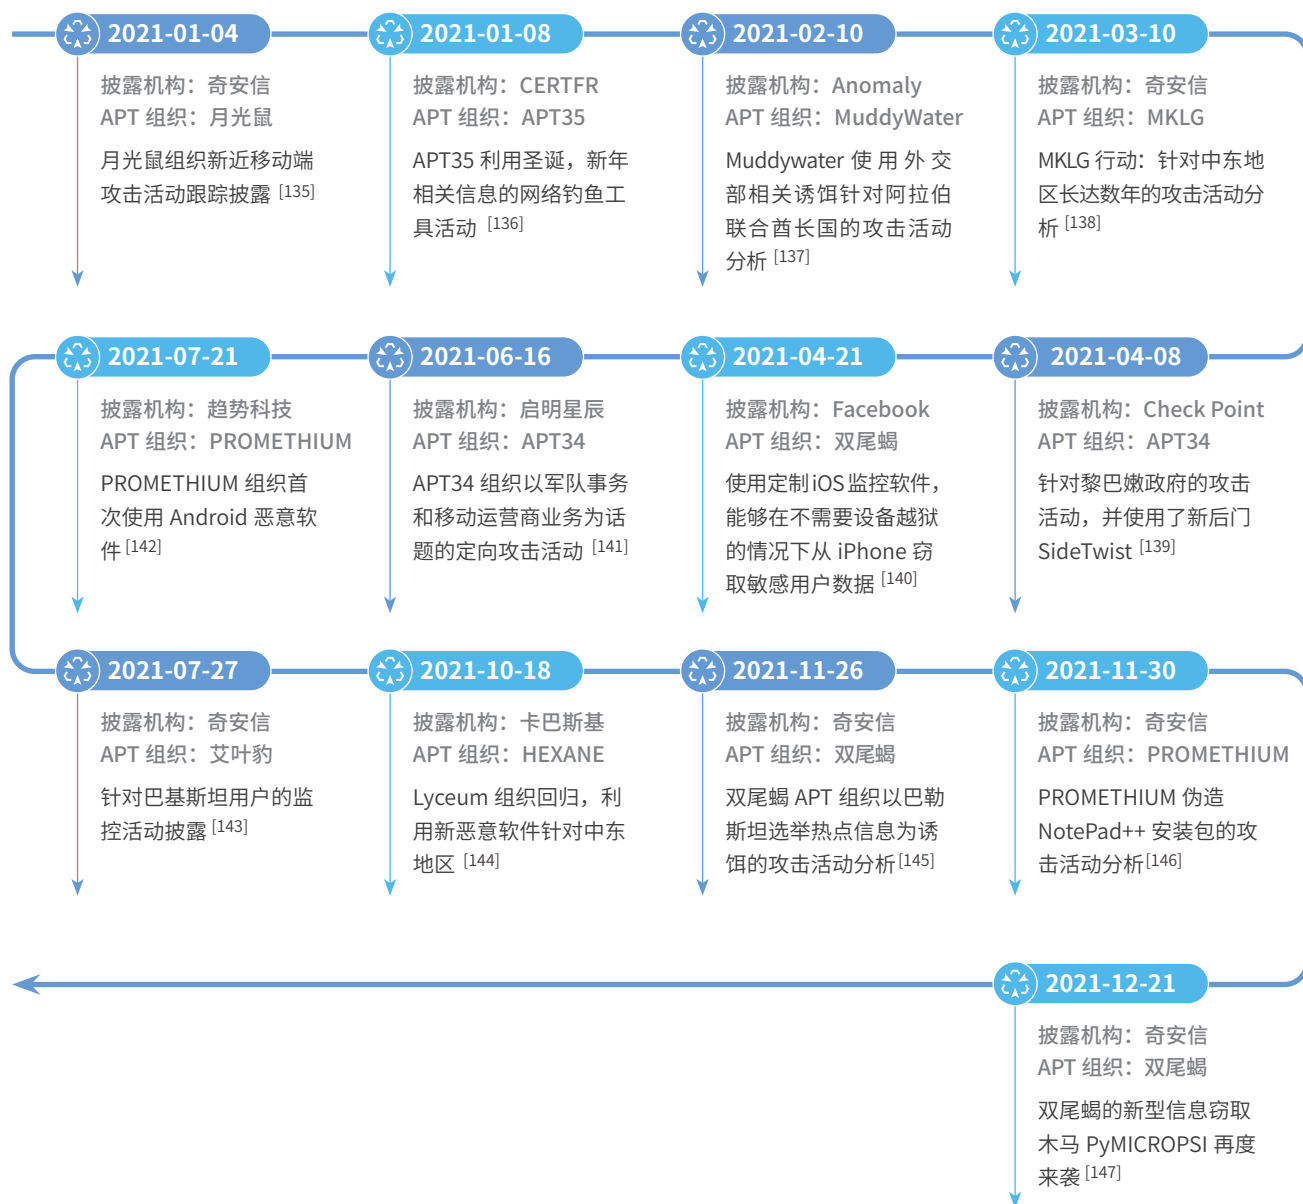 2021-01-04
披露机构：奇安信
APT 组织：月光鼠
月光鼠组织新近移动端
攻击活动跟踪披露 [135]
2021-01-08
披露机构：CERTFR
APT 组织：APT35
APT35 利用圣诞，新年
相关信息的网络钓鱼工
具活动 [136]
2021-02-10
披露机构：Anomaly
APT 组织：MuddyWater
Muddywater 使用外交
部相关诱饵针对阿拉伯
联合酋长国的攻击活动
分析 [137]
2021-03-10
披露机构：奇安信
APT 组织：MKLG
MKLG 行动：针对中东地
区长达数年的攻击活动分
析 [138]
2021-04-08
披露机构：Check Point
APT 组织：APT34
针对黎巴嫩政府的攻击
活动，并使用了新后门
SideTwist [139]
2021-04-21
披露机构：Facebook
APT 组织：双尾蝎
使用定制iOS监控软件，
能够在不需要设备越狱
的情况下从 iPhone 窃
取敏感用户数据 [140]
2021-06-16
披露机构：启明星辰
APT 组织：APT34
APT34 组织以军队事务
和移动运营商业务为话
题的定向攻击活动 [141]
2021-07-21
披露机构：趋势科技
APT 组织：PROMETHIUM
PROMETHIUM 组织首
次使用 Android 恶意软
件 [142]
2021-07-27
披露机构：奇安信
APT 组织：艾叶豹
针对巴基斯坦用户的监
控活动披露 [143]
2021-10-18
披露机构：卡巴斯基
APT 组织：HEXANE
Lyceum 组织回归，利
用新恶意软件针对中东
地区 [144]
2021-11-26
披露机构：奇安信
APT 组织：双尾蝎
双尾蝎 APT 组织以巴勒
斯坦选举热点信息为诱
饵的攻击活动分析 [145]
2021-11-30
披露机构：奇安信
APT 组织：PROMETHIUM
PROMETHIUM 伪造
NotePad++ 安装包的攻
击活动分析 [146]
2021-12-21
披露机构：奇安信
APT 组织：双尾蝎
双尾蝎的新型信息窃取
木马 PyMICROPSI 再度
来袭 [147]